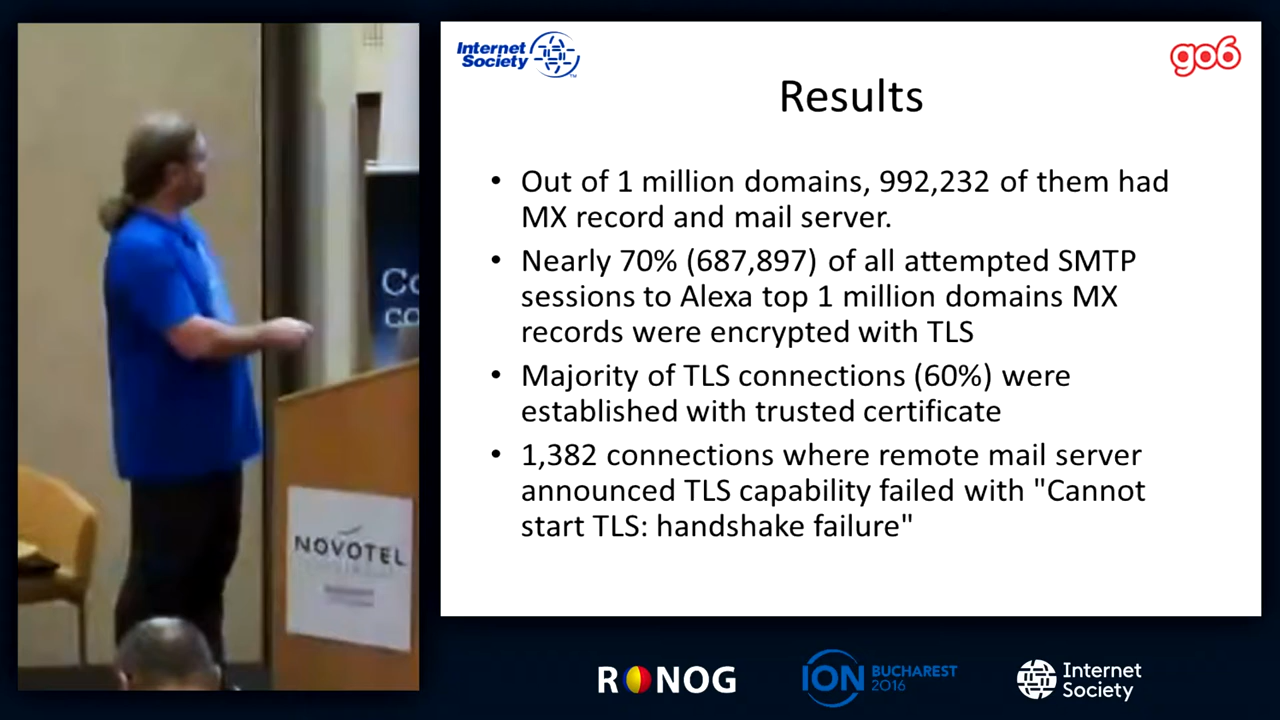 Internet
Society
go6
Results
• Out of 1 million domains, 992,232 of them had
MX record and mail server.
• Nearly 70% (687,897) of all attempted SMTP
sessions to Alexa top 1 million domains MX
records were encrypted with TLS
• Majority of TLS connections (60%) were
established with trusted certificate
• 1,382 connections where remote mail server
announced TLS capability failed with "Cannot
start TLS: handshake failure"
NOVOTEL
RONOG
ION BUCHAREST
2016
Internet
Society